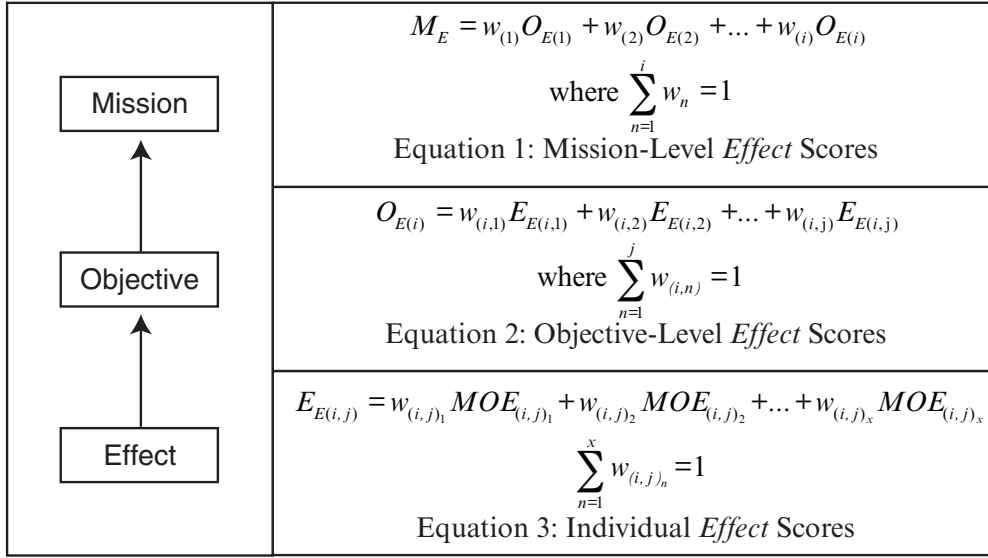 Mission
Objective
Effect
M_E = w_(1) O_E(1) + w_(2) O_E(2) +...+ w_(i) O_E(i)
where ∑_{n=1}^{i} w_n = 1
Equation 1: Mission-Level Effect Scores
O_E(i) = w_(i,1) E_E(i,1) + w_(i,2) E_E(i,2) +...+ w_(i,j) E_E(i,j)
where ∑_{n=1}^{j} w_(i,n) = 1
Equation 2: Objective-Level Effect Scores
E_E(i,j) = w_(i,j)_1 MOE_(i,j)_1 + w_(i,j)_2 MOE_(i,j)_2 +...+ w_(i,j)_x MOE_(i,j)_x
∑_{n=1}^{x} w_(i,j)_n = 1
Equation 3: Individual Effect Scores